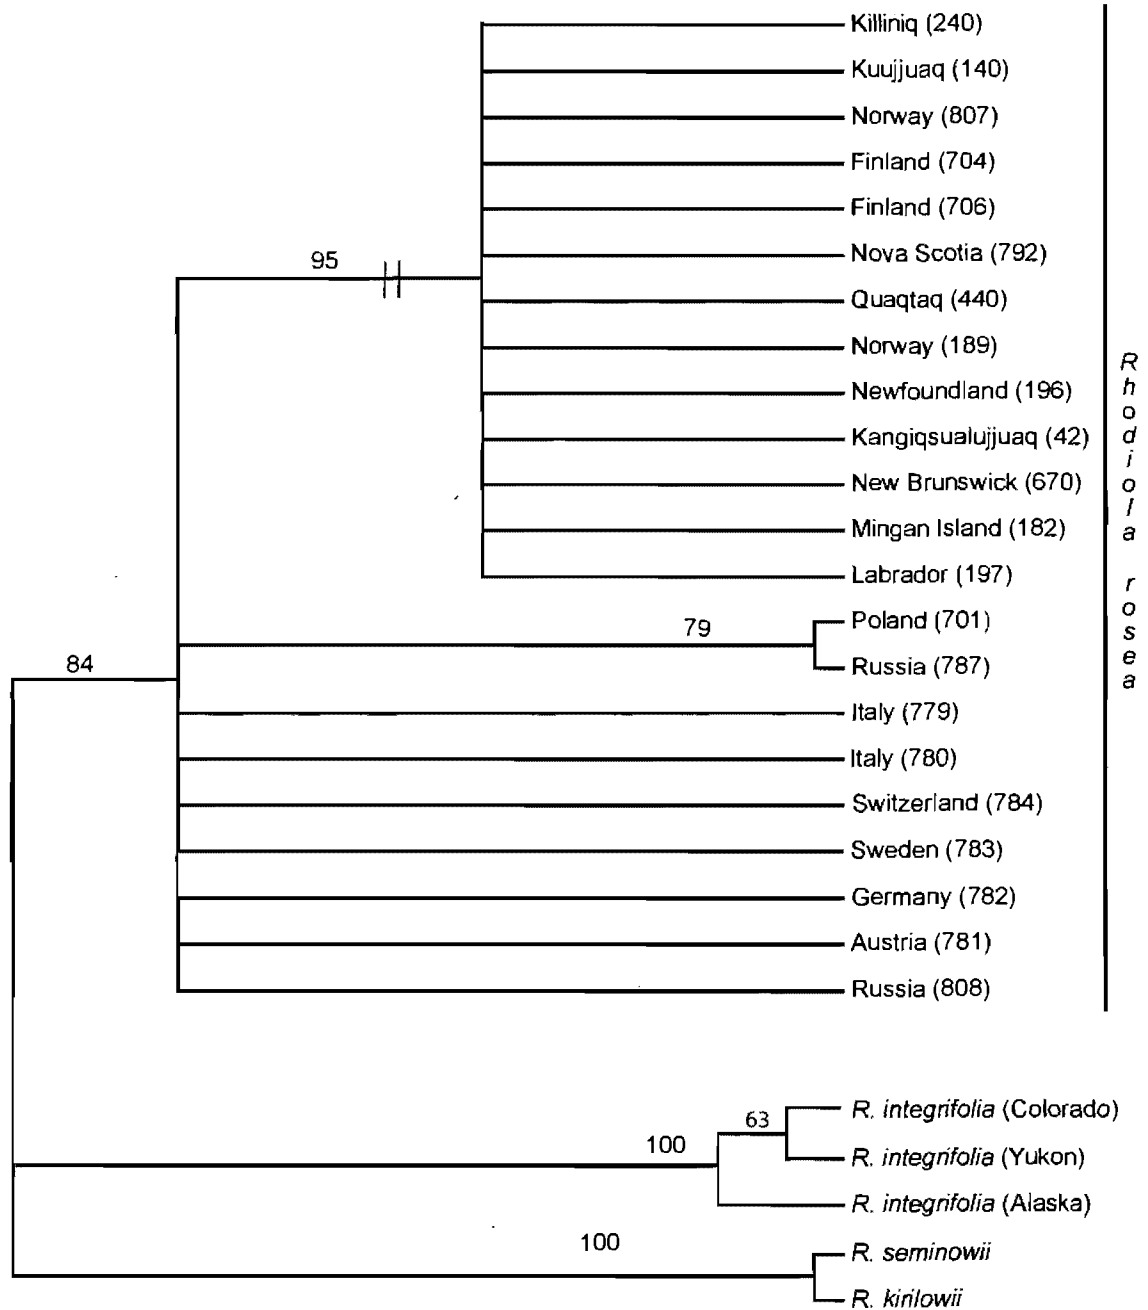 Killiniq (240)
Kuujjuaq (140)
Norway (807)
Finland (704)
Finland (706)
95
Nova Scotia (792)
Quaqtaq (440)
Norway (189)
Newfoundland (196)
Kangiqsualujjuaq (42)
New Brunswick (670)
Mingan Island (182)
Labrador (197)
Rhodiola rosea
Poland (701)
79
Russia (787)
84
Italy (779)
Italy (780)
Switzerland (784)
Sweden (783)
Germany (782)
Austria (781)
Russia (808)
R. integrifolia (Colorado)
63
100
R. integrifolia (Yukon)
R. integrifolia (Alaska)
100
R. seminowii
R. kirilowii